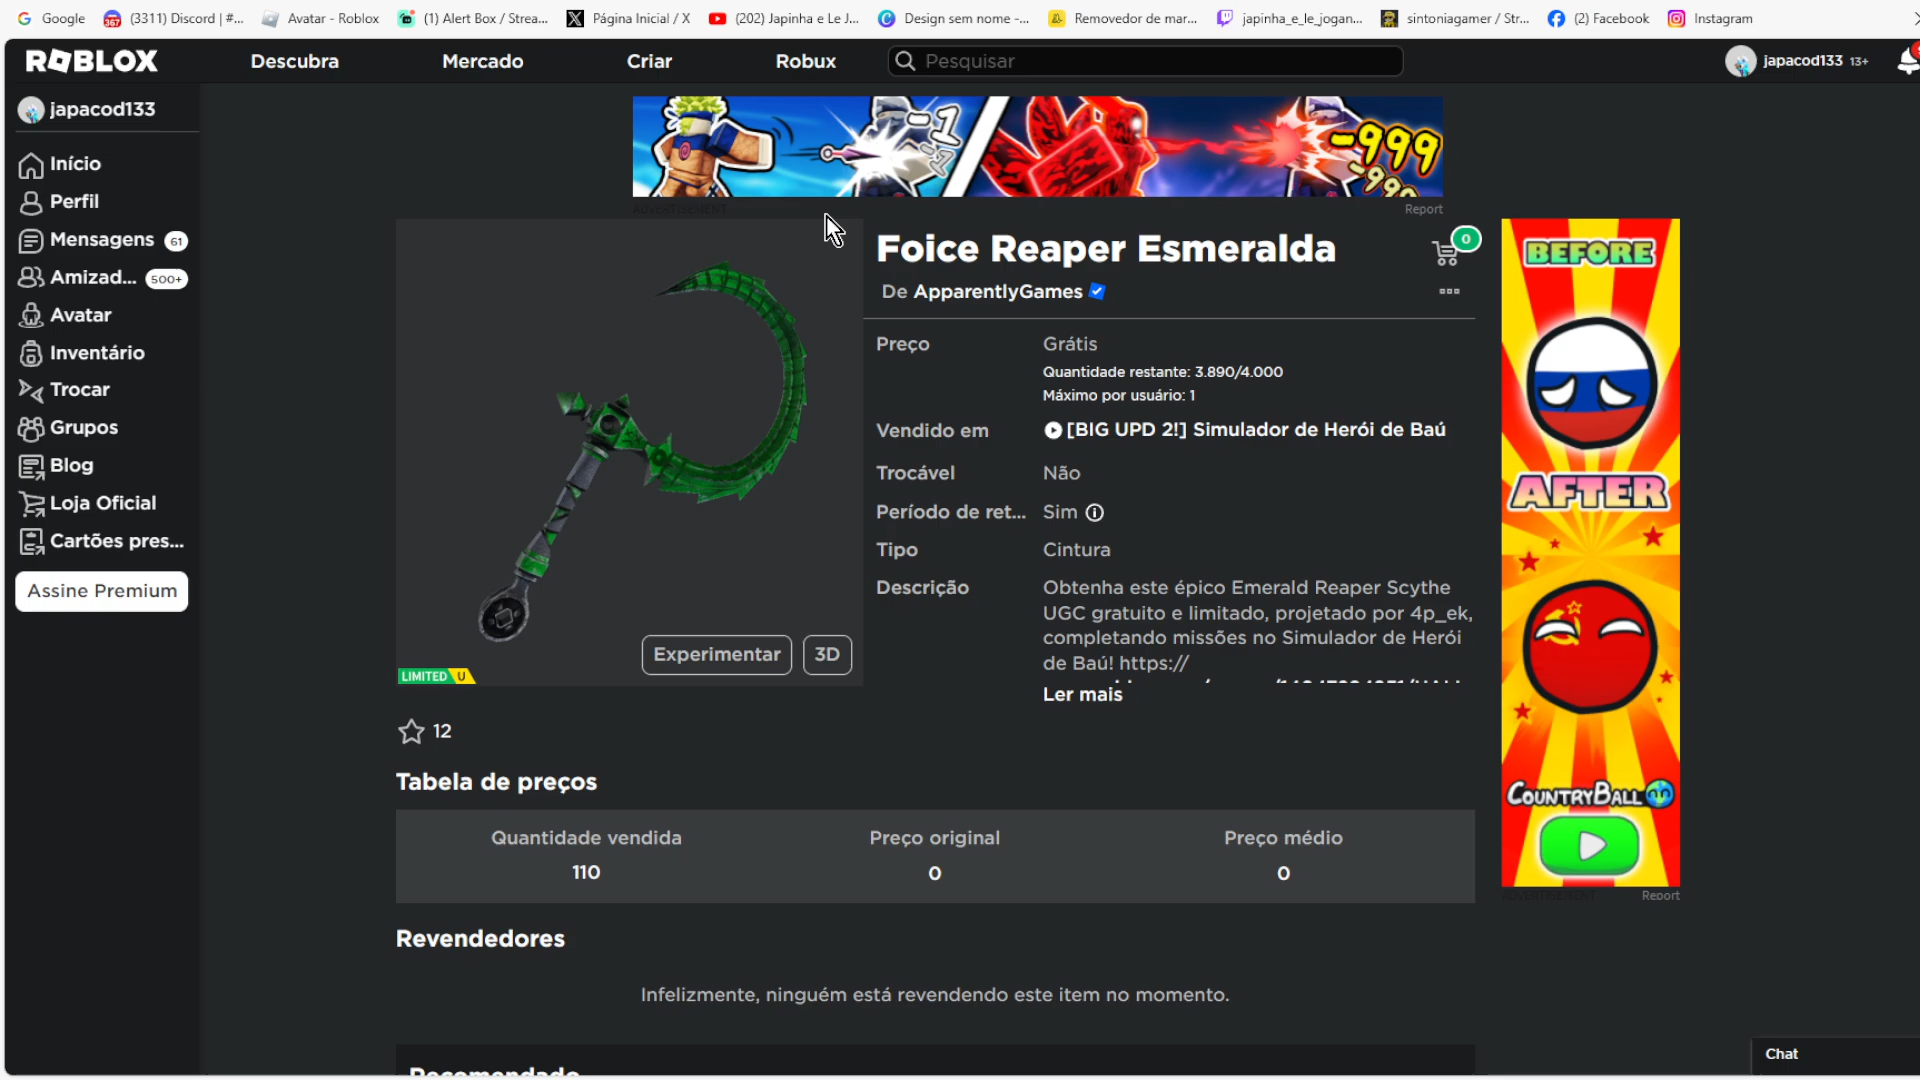 Google
(3311) Discord | #...
Avatar - Roblox
(1) Alert Box / Strea...
Página Inicial / X
(202) Japinha e Le J...
Design sem nome -...
Removedor de mar...
japinha_e_le_jogan...
sintoniagamer / Str...
(2) Facebook
Instagram
ROBLOX
Descubra
Mercado
Criar
Robux
Pesquisar
japacod133 13+
japacod133
Início
Perfil
Mensagens 61
Amizad... 500+
Avatar
Inventário
Trocar
Grupos
Blog
Loja Oficial
Cartões pres...
Assine Premium
-1
-999
ADVERTISEMENT
Report
Foice Reaper Esmeralda
0
De ApparentlyGames
Preço
Grátis
Quantidade restante: 3.890/4.000
Máximo por usuário: 1
Vendido em
[BIG UPD 2!] Simulador de Herói de Baú
Trocável
Não
Período de ret...
Sim
Tipo
Cintura
Descrição
Obtenha este épico Emerald Reaper Scythe
UGC gratuito e limitado, projetado por 4p_ek,
completando missões no Simulador de Herói
de Baú! https://
Ler mais
Experimentar
3D
LIMITED U
12
Tabela de preços
Quantidade vendida
110
Preço original
0
Preço médio
0
Revendedores
Infelizmente, ninguém está revendendo este item no momento.
Recomendado
BEFORE
AFTER
COUNTRYBALL
ADVERTISEMENT
Report
Chat